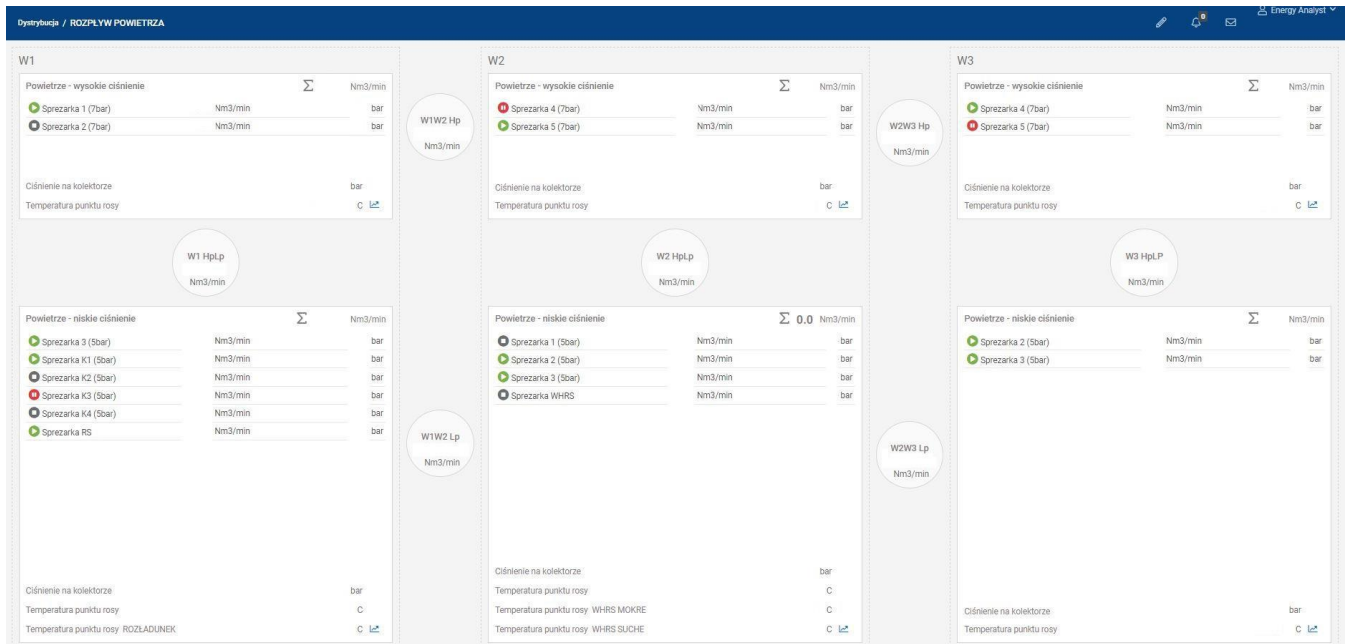 Dystrybucja / ROZPŁYW POWIETRZA
0
Energy Analyst
W1
Powietrze - wysokie ciśnienie Σ Nm3/min
Sprezarka 1 (7bar) Nm3/min bar
Sprezarka 2 (7bar) Nm3/min bar
Ciśnienie na kolektorze bar
Temperatura punktu rosy C
W1W2 Hp
Nm3/min
W2
Powietrze - wysokie ciśnienie Σ Nm3/min
Sprezarka 4 (7bar) Nm3/min bar
Sprezarka 5 (7bar) Nm3/min bar
Ciśnienie na kolektorze bar
Temperatura punktu rosy C
W2W3 Hp
Nm3/min
W3
Powietrze - wysokie ciśnienie Σ Nm3/min
Sprezarka 4 (7bar) Nm3/min bar
Sprezarka 5 (7bar) Nm3/min bar
Ciśnienie na kolektorze bar
Temperatura punktu rosy C
W1 HpLp
Nm3/min
W2 HpLp
Nm3/min
W3 HpLP
Nm3/min
Powietrze - niskie ciśnienie Σ Nm3/min
Sprezarka 3 (5bar) Nm3/min bar
Sprezarka K1 (5bar) Nm3/min bar
Sprezarka K2 (5bar) Nm3/min bar
Sprezarka K3 (5bar) Nm3/min bar
Sprezarka K4 (5bar) Nm3/min bar
Sprezarka RS Nm3/min bar
Ciśnienie na kolektorze bar
Temperatura punktu rosy C
Temperatura punktu rosy ROZŁADUNEK C
W1W2 Lp
Nm3/min
Powietrze - niskie ciśnienie Σ 0.0 Nm3/min
Sprezarka 1 (5bar) Nm3/min bar
Sprezarka 2 (5bar) Nm3/min bar
Sprezarka 3 (5bar) Nm3/min bar
Sprezarka WHRS Nm3/min bar
Ciśnienie na kolektorze bar
Temperatura punktu rosy C
Temperatura punktu rosy WHRS MOKRE C
Temperatura punktu rosy WHRS SUCHE C
W2W3 Lp
Nm3/min
Powietrze - niskie ciśnienie Σ Nm3/min
Sprezarka 2 (5bar) Nm3/min bar
Sprezarka 3 (5bar) Nm3/min bar
Ciśnienie na kolektorze bar
Temperatura punktu rosy C